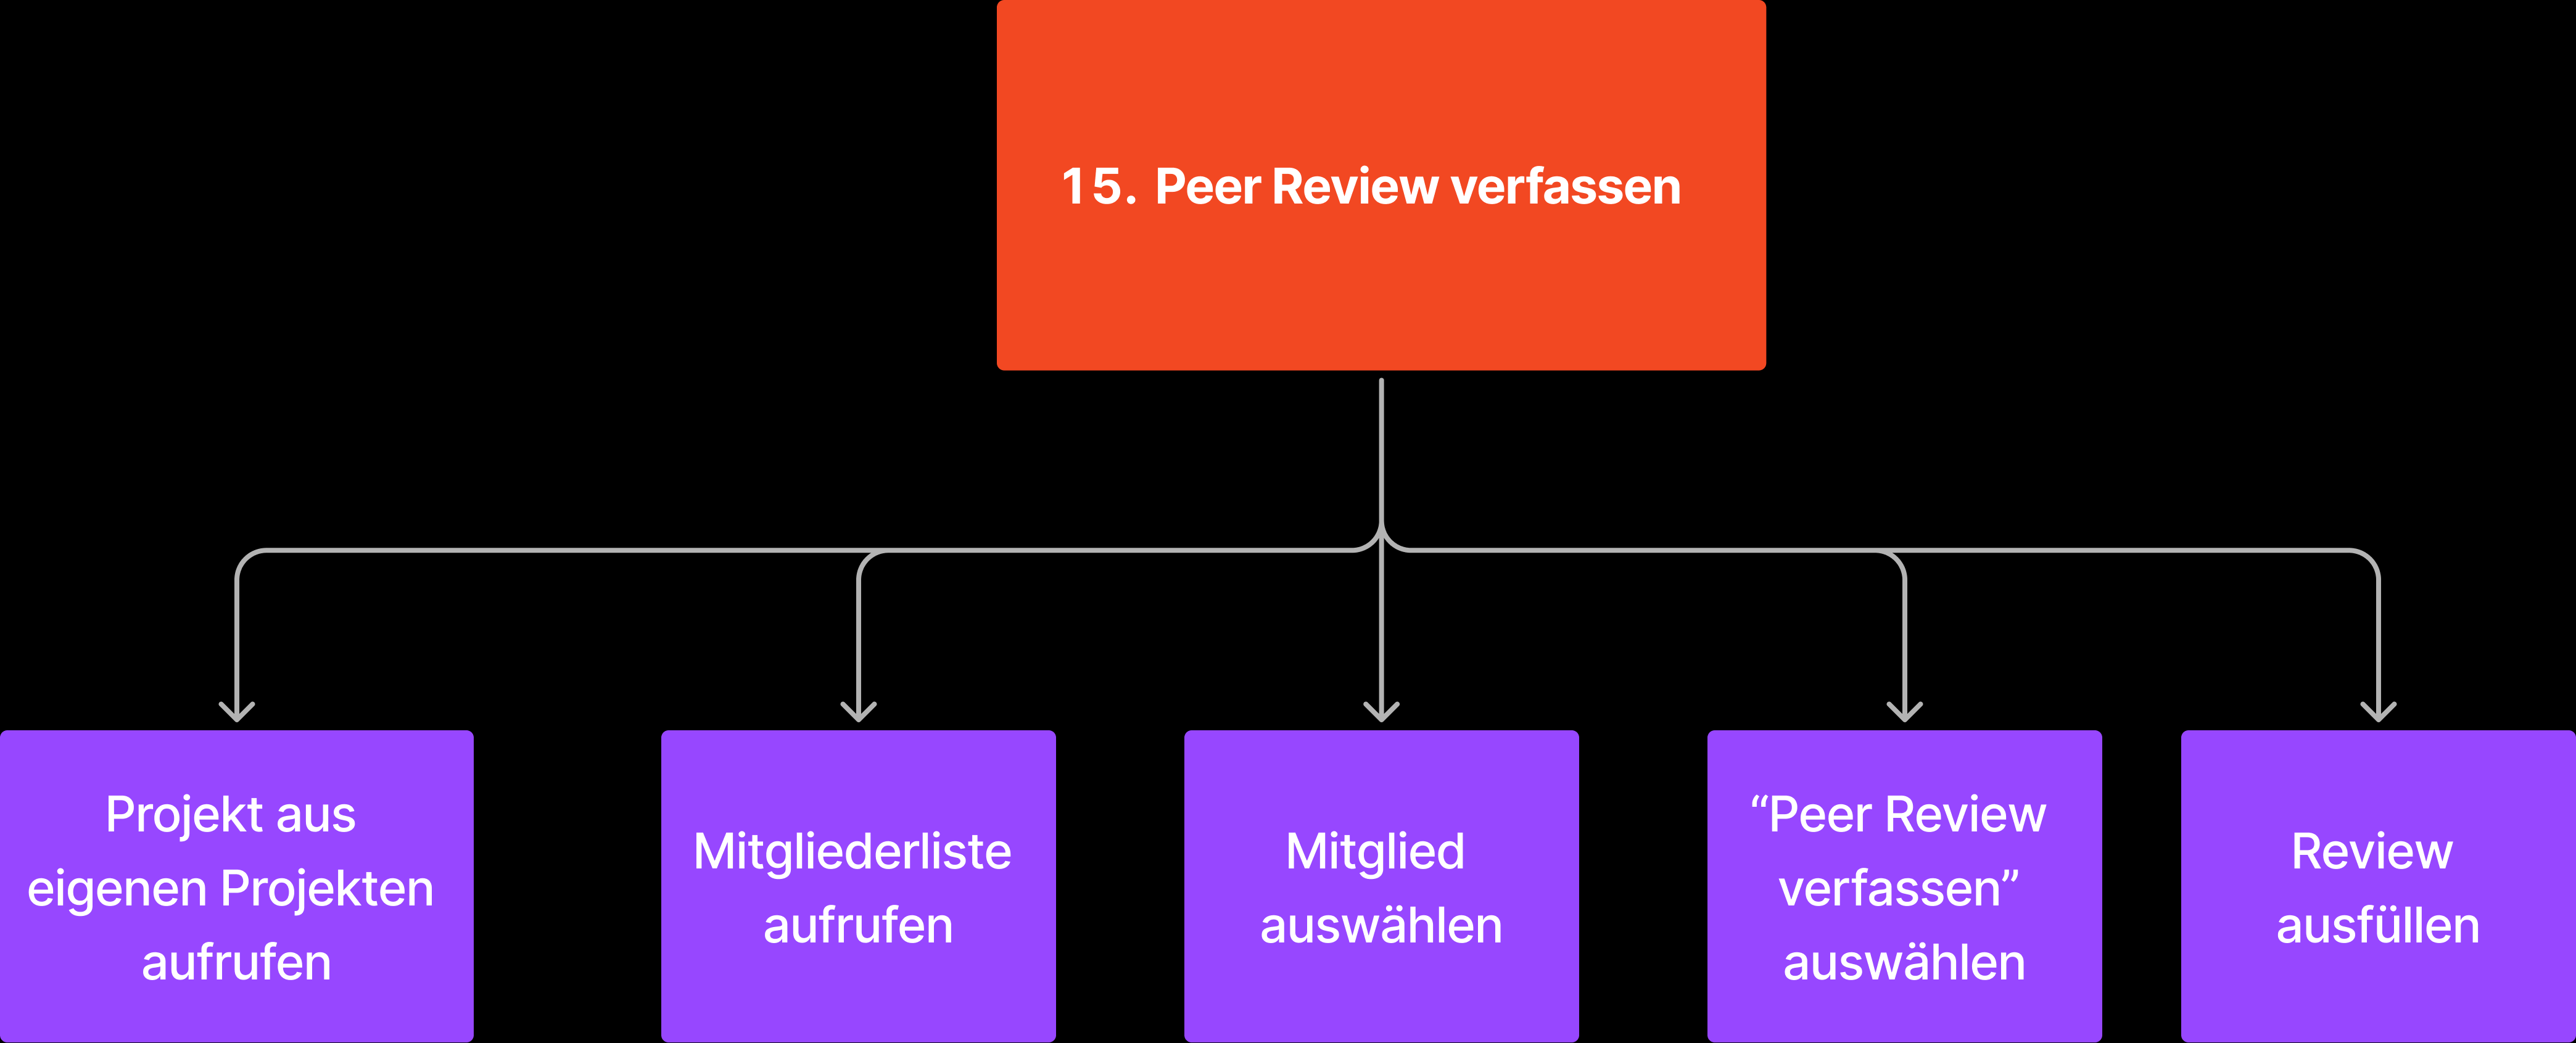 15. Peer Review verfassen
Projekt aus
eigenen Projekten
aufrufen
Mitgliederliste
aufrufen
Mitglied
auswählen
“Peer Review
verfassen”
auswählen
Review
ausfüllen